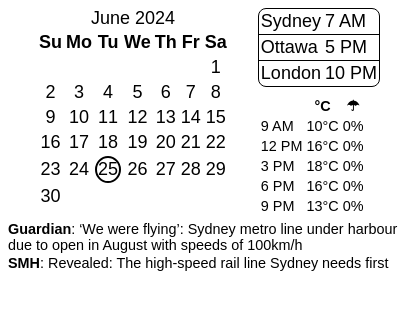 June 2024
Su Mo Tu We Th Fr Sa
1
2 3 4 5 6 7 8
9 10 11 12 13 14 15
16 17 18 19 20 21 22
23 24 25 26 27 28 29
30
Sydney 7 AM
Ottawa 5 PM
London 10 PM
°C ☂
9 AM 10°C 0%
12 PM 16°C 0%
3 PM 18°C 0%
6 PM 16°C 0%
9 PM 13°C 0%
Guardian: ‘We were flying’: Sydney metro line under harbour
due to open in August with speeds of 100km/h
SMH: Revealed: The high-speed rail line Sydney needs first